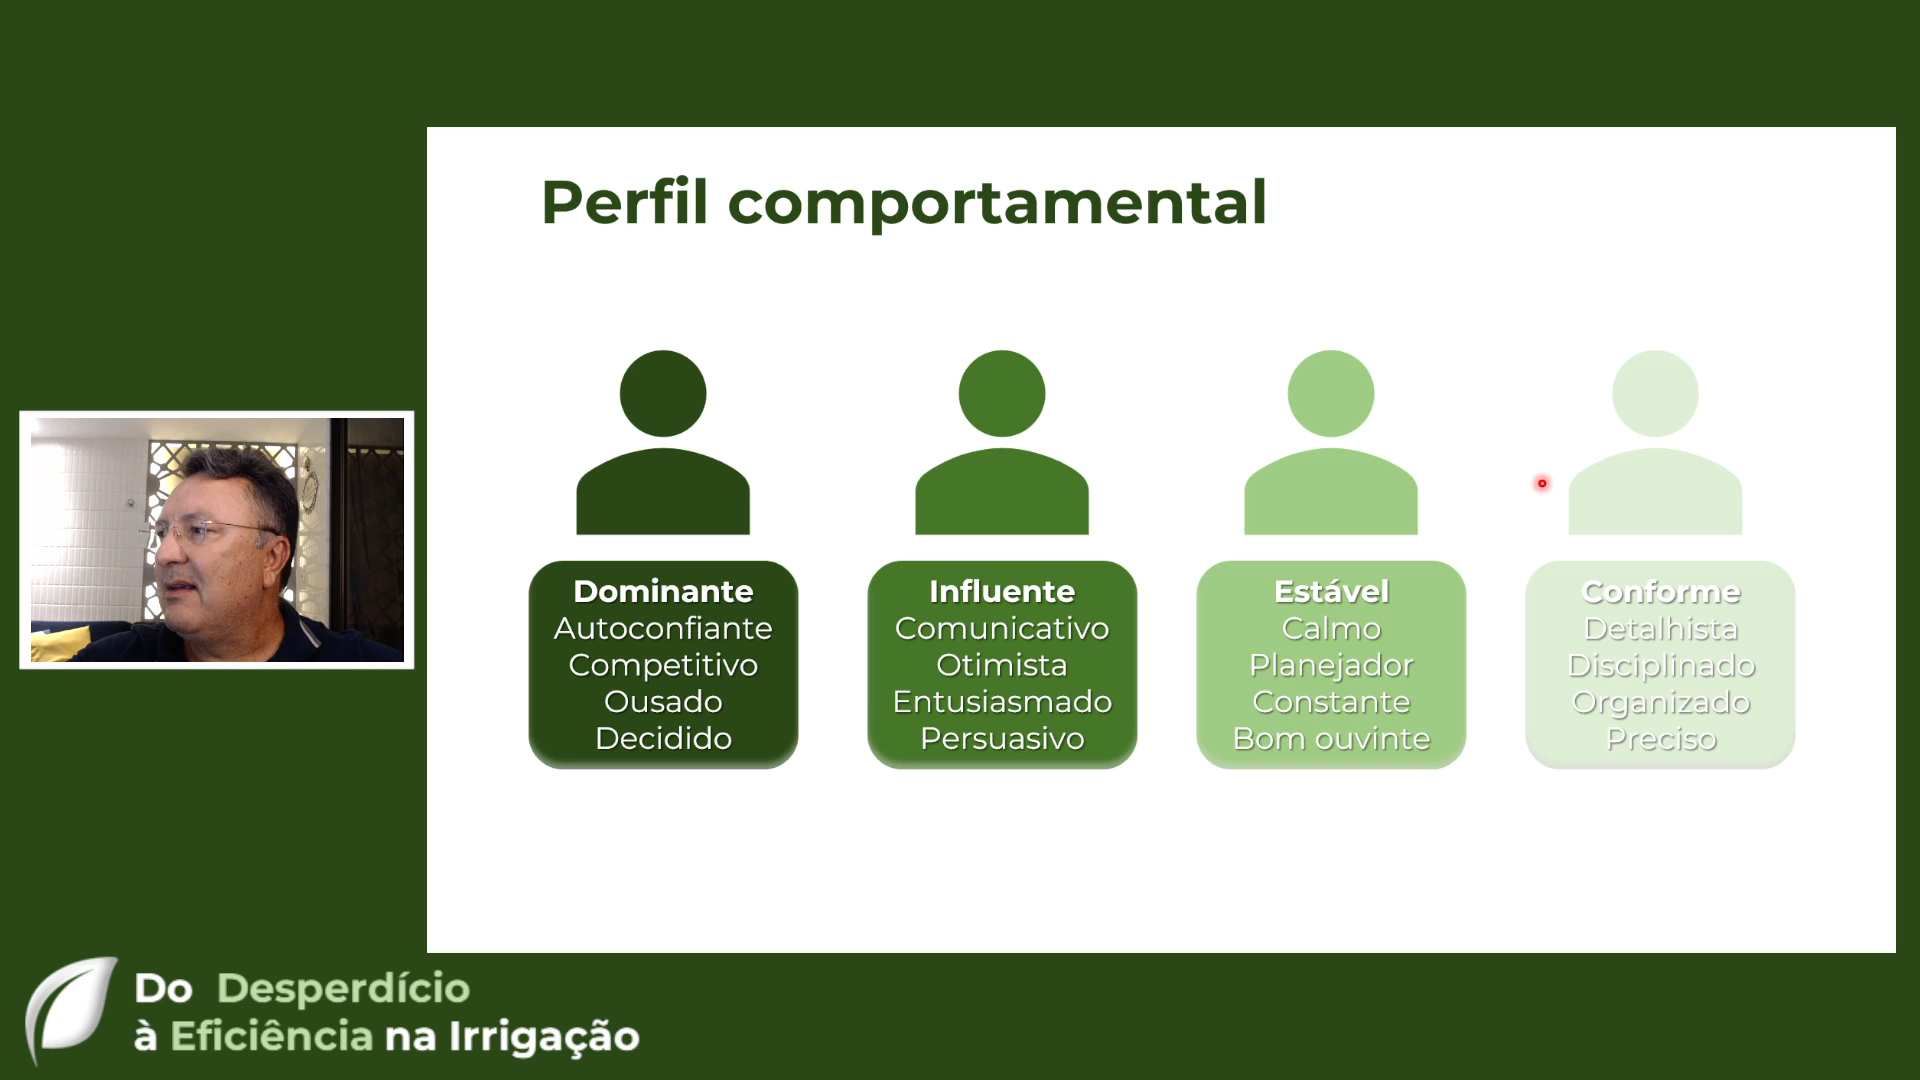 Perfil comportamental
Dominante
Autoconfiante
Competitivo
Ousado
Decidido
Influente
Comunicativo
Otimista
Entusiasmado
Persuasivo
Estável
Calmo
Planejador
Constante
Bom ouvinte
Conforme
Detalhista
Disciplinado
Organizado
Preciso
Do Desperdício
à Eficiência na Irrigação